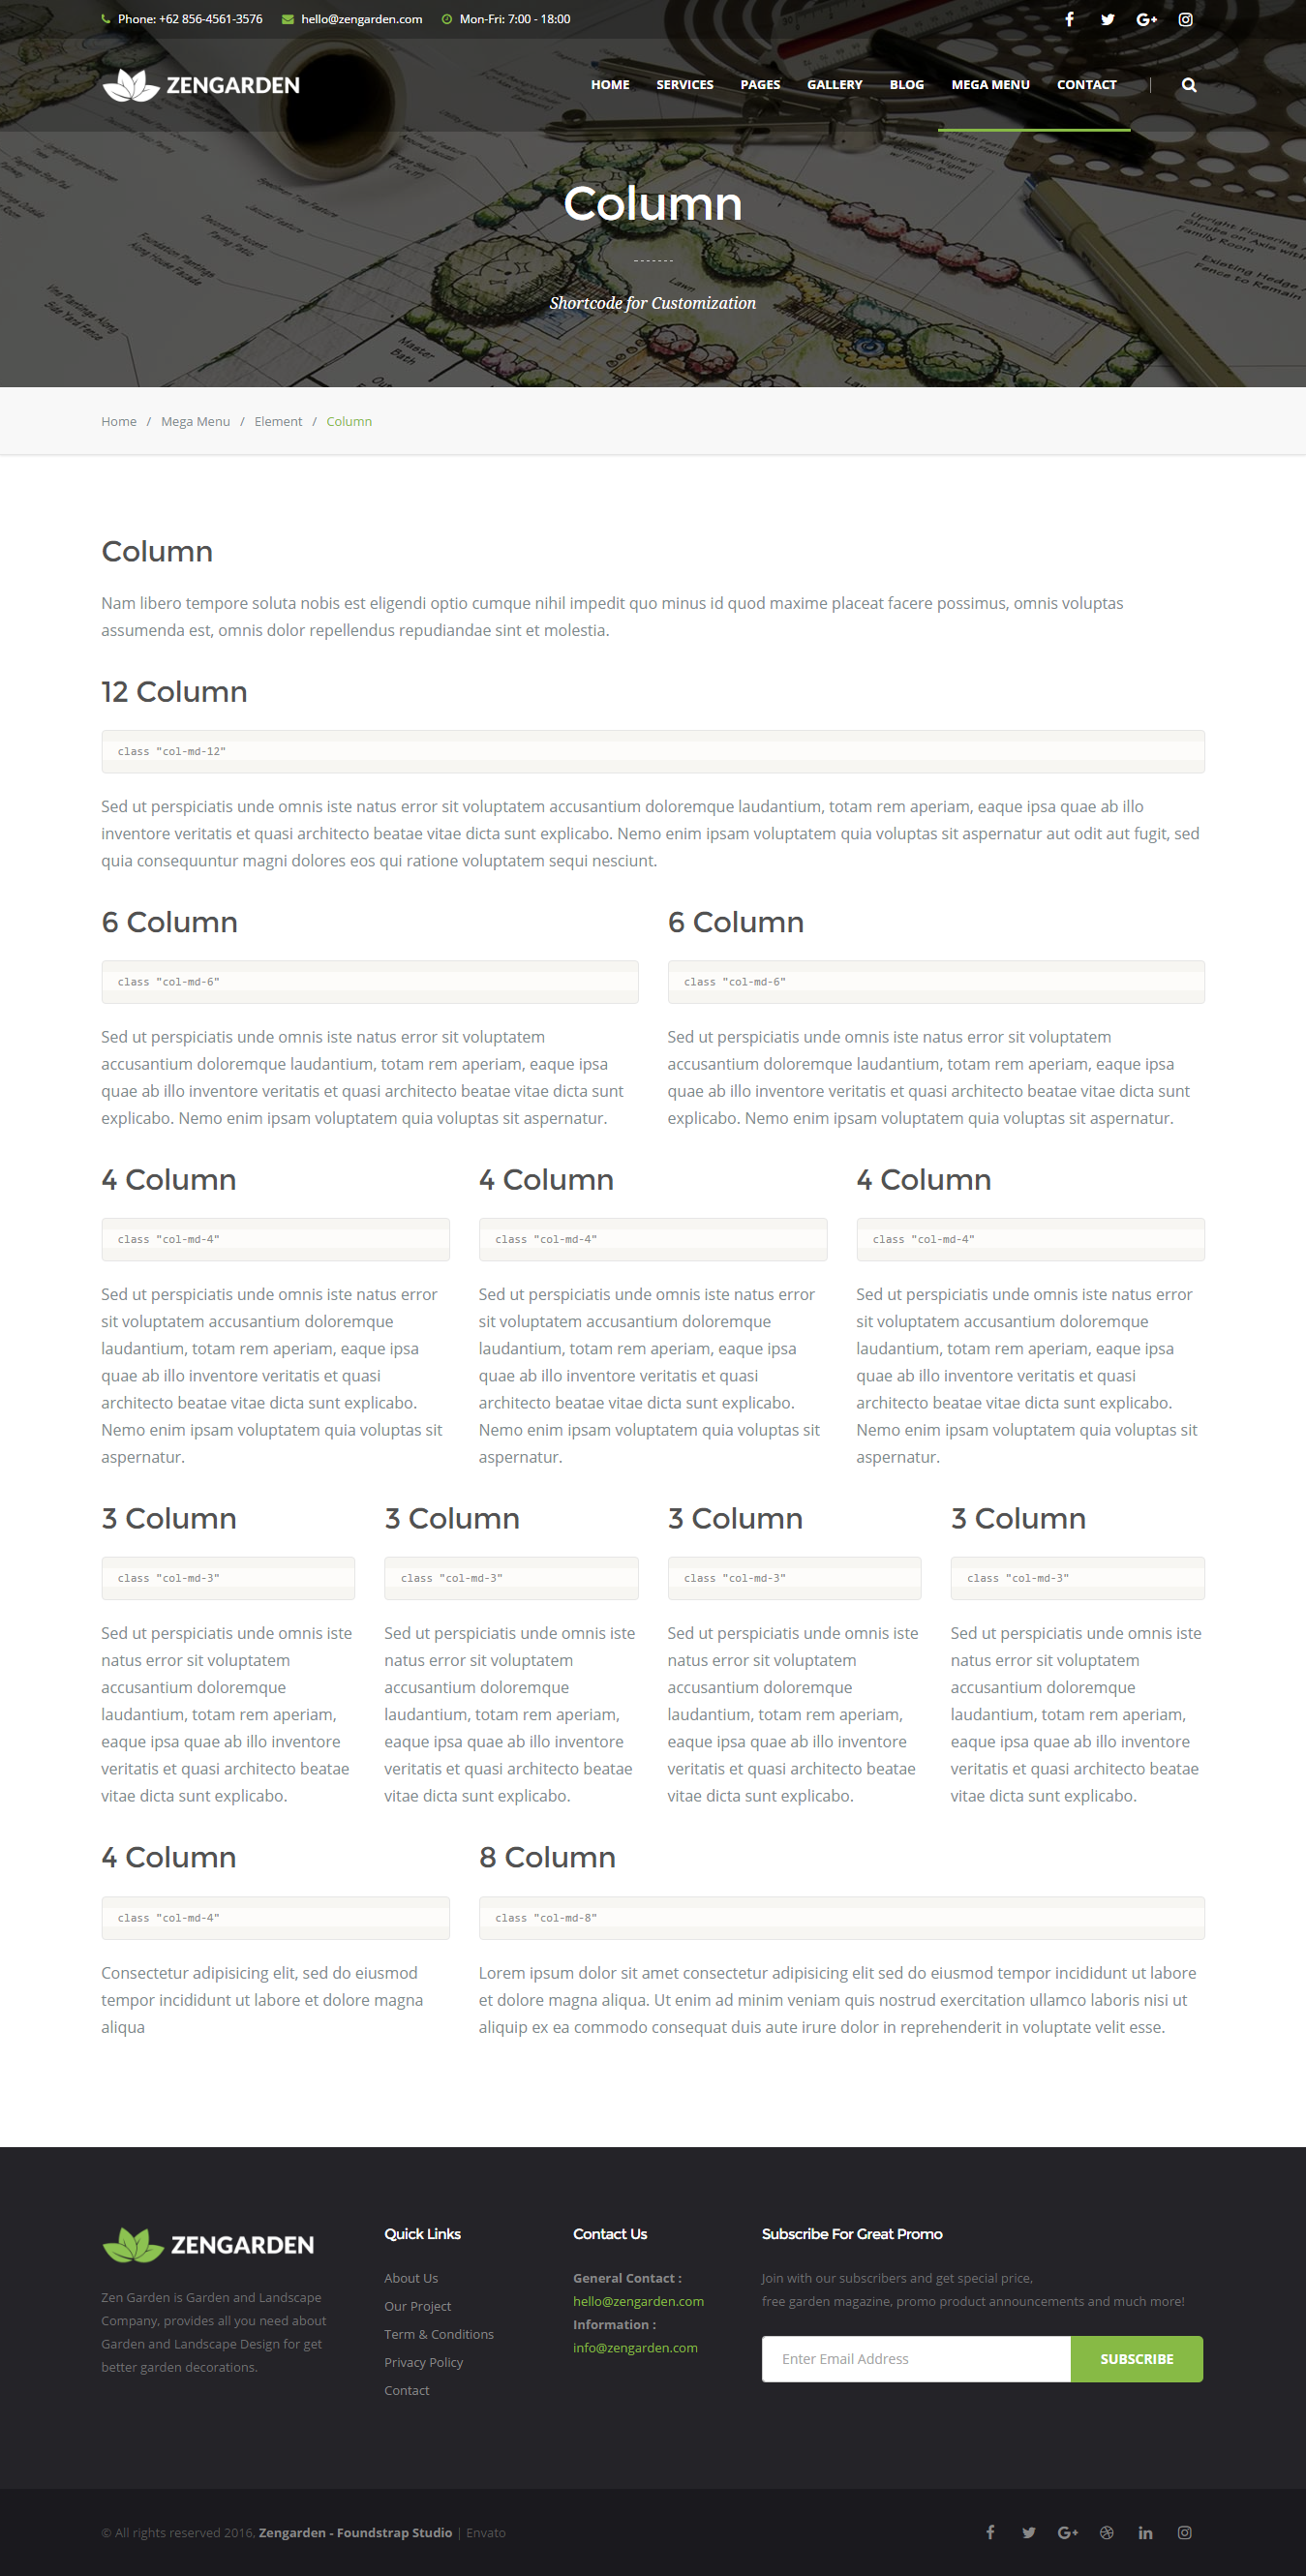 Phone: +62 856-4561-3576 hello@zengarden.com Mon-Fri: 7:00 - 18:00
ZENGARDEN
HOME SERVICES PAGES GALLERY BLOG MEGA MENU CONTACT
Column
Shortcode for Customization
Upright Flowering
Shrubs on Axis with
Family Room
Existing Hedge
Fence to Remain
Master
Bath
Home / Mega Menu / Element / Column
Column
Nam libero tempore soluta nobis est eligendi optio cumque nihil impedit quo minus id quod maxime placeat facere possimus, omnis voluptas
assumenda est, omnis dolor repellendus repudiandae sint et molestia.
12 Column
class "col-md-12"
Sed ut perspiciatis unde omnis iste natus error sit voluptatem accusantium doloremque laudantium, totam rem aperiam, eaque ipsa quae ab illo
inventore veritatis et quasi architecto beatae vitae dicta sunt explicabo. Nemo enim ipsam voluptatem quia voluptas sit aspernatur aut odit aut fugit, sed
quia consequuntur magni dolores eos qui ratione voluptatem sequi nesciunt.
6 Column
class "col-md-6"
Sed ut perspiciatis unde omnis iste natus error sit voluptatem
accusantium doloremque laudantium, totam rem aperiam, eaque ipsa
quae ab illo inventore veritatis et quasi architecto beatae vitae dicta sunt
explicabo. Nemo enim ipsam voluptatem quia voluptas sit aspernatur.
6 Column
class "col-md-6"
Sed ut perspiciatis unde omnis iste natus error sit voluptatem
accusantium doloremque laudantium, totam rem aperiam, eaque ipsa
quae ab illo inventore veritatis et quasi architecto beatae vitae dicta sunt
explicabo. Nemo enim ipsam voluptatem quia voluptas sit aspernatur.
4 Column
class "col-md-4"
Sed ut perspiciatis unde omnis iste natus error
sit voluptatem accusantium doloremque
laudantium, totam rem aperiam, eaque ipsa
quae ab illo inventore veritatis et quasi
architecto beatae vitae dicta sunt explicabo.
Nemo enim ipsam voluptatem quia voluptas sit
aspernatur.
4 Column
class "col-md-4"
Sed ut perspiciatis unde omnis iste natus error
sit voluptatem accusantium doloremque
laudantium, totam rem aperiam, eaque ipsa
quae ab illo inventore veritatis et quasi
architecto beatae vitae dicta sunt explicabo.
Nemo enim ipsam voluptatem quia voluptas sit
aspernatur.
4 Column
class "col-md-4"
Sed ut perspiciatis unde omnis iste natus error
sit voluptatem accusantium doloremque
laudantium, totam rem aperiam, eaque ipsa
quae ab illo inventore veritatis et quasi
architecto beatae vitae dicta sunt explicabo.
Nemo enim ipsam voluptatem quia voluptas sit
aspernatur.
3 Column
class "col-md-3"
Sed ut perspiciatis unde omnis iste
natus error sit voluptatem
accusantium doloremque
laudantium, totam rem aperiam,
eaque ipsa quae ab illo inventore
veritatis et quasi architecto beatae
vitae dicta sunt explicabo.
3 Column
class "col-md-3"
Sed ut perspiciatis unde omnis iste
natus error sit voluptatem
accusantium doloremque
laudantium, totam rem aperiam,
eaque ipsa quae ab illo inventore
veritatis et quasi architecto beatae
vitae dicta sunt explicabo.
3 Column
class "col-md-3"
Sed ut perspiciatis unde omnis iste
natus error sit voluptatem
accusantium doloremque
laudantium, totam rem aperiam,
eaque ipsa quae ab illo inventore
veritatis et quasi architecto beatae
vitae dicta sunt explicabo.
3 Column
class "col-md-3"
Sed ut perspiciatis unde omnis iste
natus error sit voluptatem
accusantium doloremque
laudantium, totam rem aperiam,
eaque ipsa quae ab illo inventore
veritatis et quasi architecto beatae
vitae dicta sunt explicabo.
4 Column
class "col-md-4"
Consectetur adipisicing elit, sed do eiusmod
tempor incididunt ut labore et dolore magna
aliqua
8 Column
class "col-md-8"
Lorem ipsum dolor sit amet consectetur adipisicing elit sed do eiusmod tempor incididunt ut labore
et dolore magna aliqua. Ut enim ad minim veniam quis nostrud exercitation ullamco laboris nisi ut
aliquip ex ea commodo consequat duis aute irure dolor in reprehenderit in voluptate velit esse.
ZENGARDEN
Zen Garden is Garden and Landscape
Company, provides all you need about
Garden and Landscape Design for get
better garden decorations.
Quick Links
About Us
Our Project
Term & Conditions
Privacy Policy
Contact
Contact Us
General Contact :
hello@zengarden.com
Information :
info@zengarden.com
Subscribe For Great Promo
Join with our subscribers and get special price,
free garden magazine, promo product announcements and much more!
Enter Email Address
SUBSCRIBE
© All rights reserved 2016, Zengarden - Foundstrap Studio | Envato